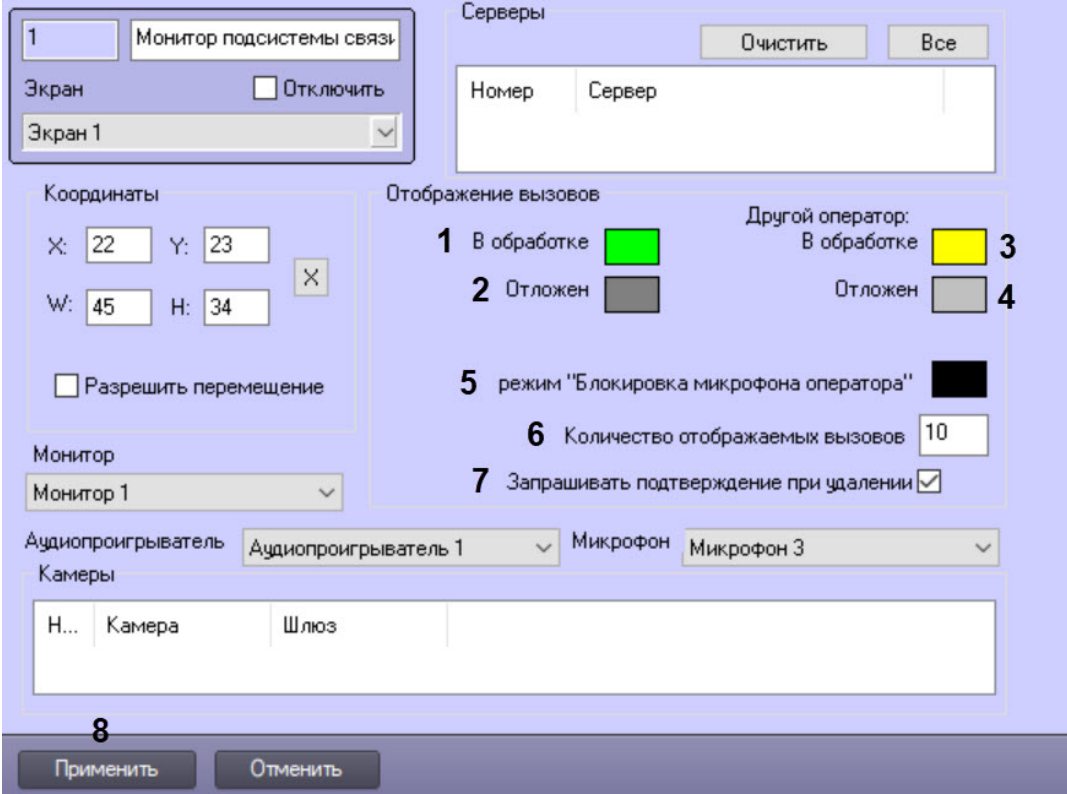 1
Монитор подсистемы связи
Экран
Отключить
Экран 1
Серверы
Очистить
Все
Номер
Сервер
Координаты
X: 22 Y: 23
X
W: 45 H: 34
Разрешить перемещение
Отображение вызовов
Другой оператор:
1 В обработке
В обработке 3
2 Отложен
Отложен 4
5 режим "Блокировка микрофона оператора"
6 Количество отображаемых вызовов 10
7 Запрашивать подтверждение при удалении
Монитор
Монитор 1
Аудиопроигрыватель Аудиопроигрыватель 1
Микрофон Микрофон 3
Камеры
Н... Камера Шлюз
8
Применить
Отменить